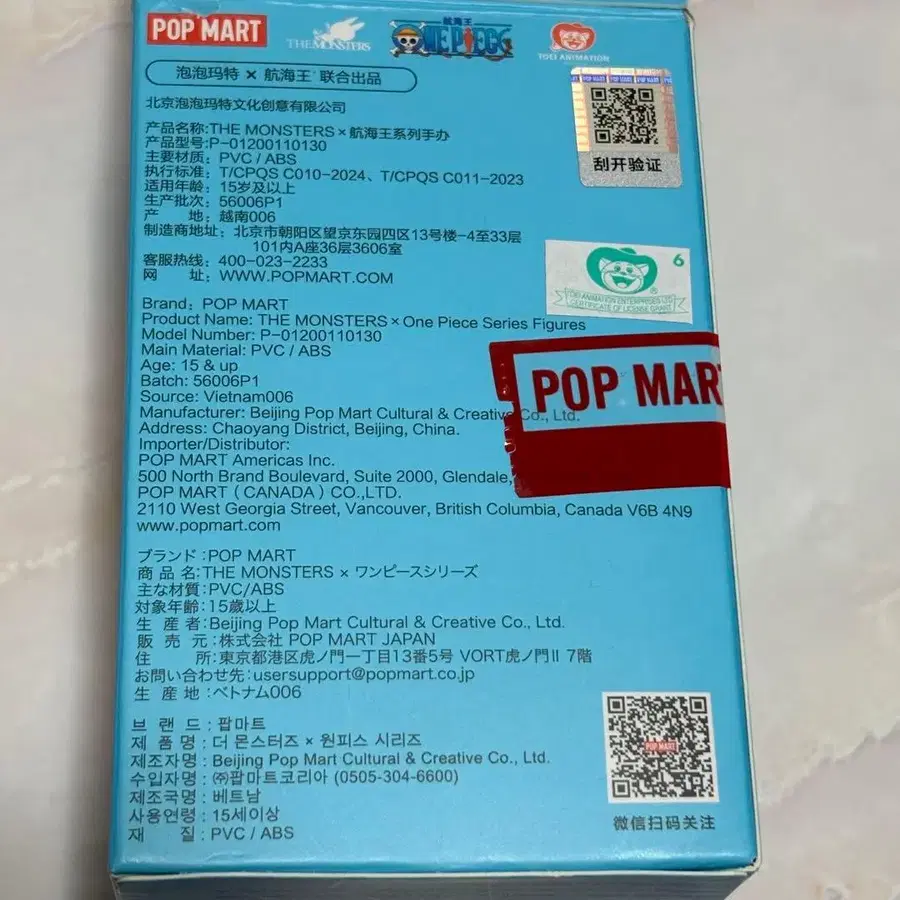 POP MART
THE MONSTERS
航海王
ONE PIECE
TOEI ANIMATION
泡泡玛特 × 航海王 联合出品
北京泡泡玛特文化创意有限公司
产品名称:THE MONSTERS × 航海王系列手办
产品型号:P-01200110130
主要材质: PVC / ABS
执行标准: T/CPQS C010-2024、T/CPQS C011-2023
适用年龄: 15岁及以上
生产批次: 56006P1
产 地: 越南006
制造商地址: 北京市朝阳区望京东园四区13号楼-4至33层
101内A座36层3606室
客服热线: 400-023-2233
网 址: WWW.POPMART.COM
POP MART POP MART
刮开验证
6
TOEI ANIMATION ENTERPRISES LTD
CERTIFICATE OF LICENSE GRANT
Brand: POP MART
Product Name: THE MONSTERS × One Piece Series Figures
Model Number: P-01200110130
Main Material: PVC / ABS
Age: 15 & up
Batch: 56006P1
Source: Vietnam006
Manufacturer: Beijing Pop Mart Cultural & Creative Co., Ltd.
Address: Chaoyang District, Beijing, China.
Importer/Distributor:
POP MART Americas Inc.
500 North Brand Boulevard, Suite 2000, Glendale,
POP MART ( CANADA ) CO.,LTD.
2110 West Georgia Street, Vancouver, British Columbia, Canada V6B 4N9
www.popmart.com
POP MART
ブランド:POP MART
商 品 名:THE MONSTERS × ワンピースシリーズ
主な材質:PVC/ABS
対象年齢:15歳以上
生 産 者:Beijing Pop Mart Cultural & Creative Co., Ltd.
販 売 元:株式会社 POP MART JAPAN
住 所:東京都港区虎ノ門一丁目13番5号 VORT虎ノ門II 7階
お問い合わせ先:usersupport@popmart.co.jp
生 産 地:ベトナム006
브 랜 드 : 팝마트
제 품 명 : 더 몬스터즈 × 원피스 시리즈
제조자명 : Beijing Pop Mart Cultural & Creative Co., Ltd.
수입자명 : ㈜팝마트코리아 (0505-304-6600)
제조국명 : 베트남
사용연령 : 15세이상
재 질 : PVC / ABS
POP MART
微信扫码关注